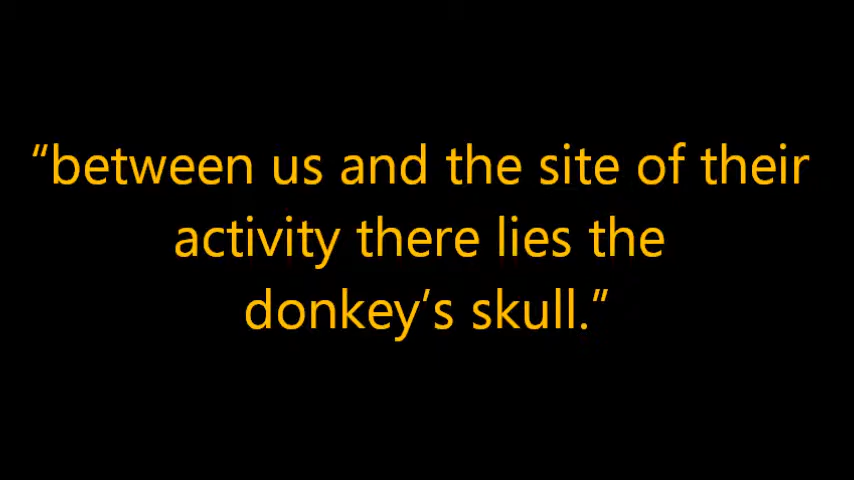 “between us and the site of their
activity there lies the
donkey’s skull.”